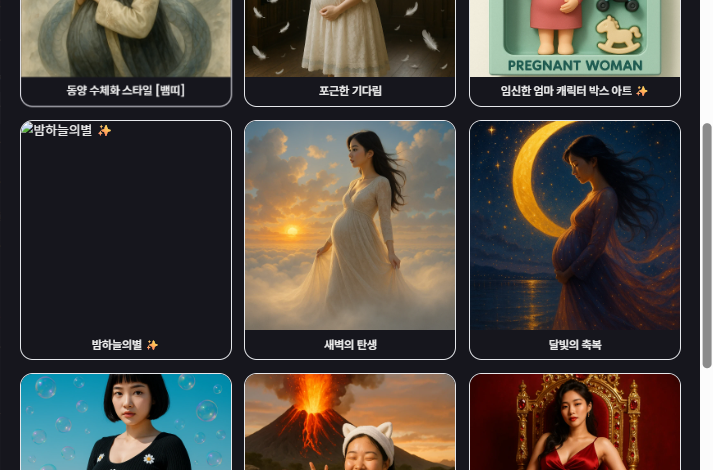 PREGNANT WOMAN
동양 수채화 스타일 [뱀띠]
포근한 기다림
임신한 엄마 캐릭터 박스 아트 ✨
밤하늘의별 ✨
밤하늘의별 ✨
새벽의 탄생
달빛의 축복